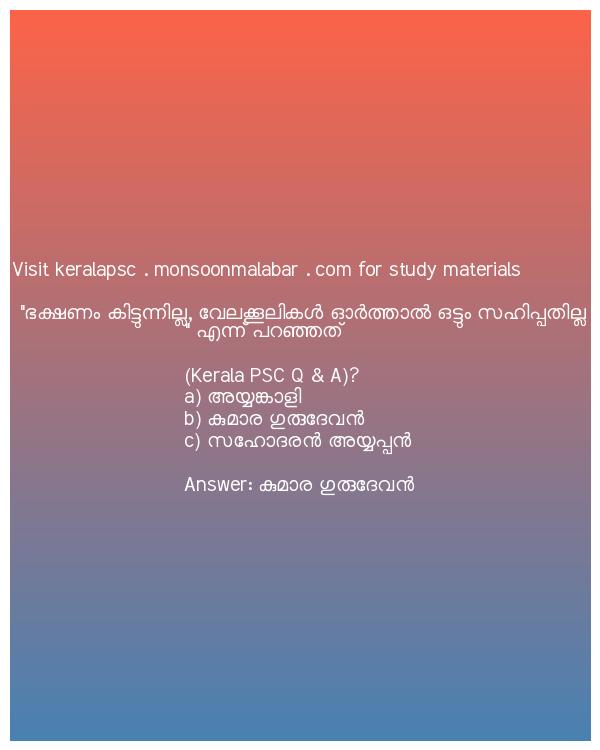 Visit keralapsc . monsoonmalabar . com for study materials
"ഭക്ഷണം കിട്ടുന്നില്ല, വേലക്കൂലികൾ ഓർത്താൽ ഒട്ടും സഹിപ്പതില്ല
" എന്ന് പറഞ്ഞത്
(Kerala PSC Q & A)?
a) അയ്യങ്കാളി
b) കുമാര ഗുരുദേവൻ
c) സഹോദരൻ അയ്യപ്പൻ
Answer: കുമാര ഗുരുദേവൻ